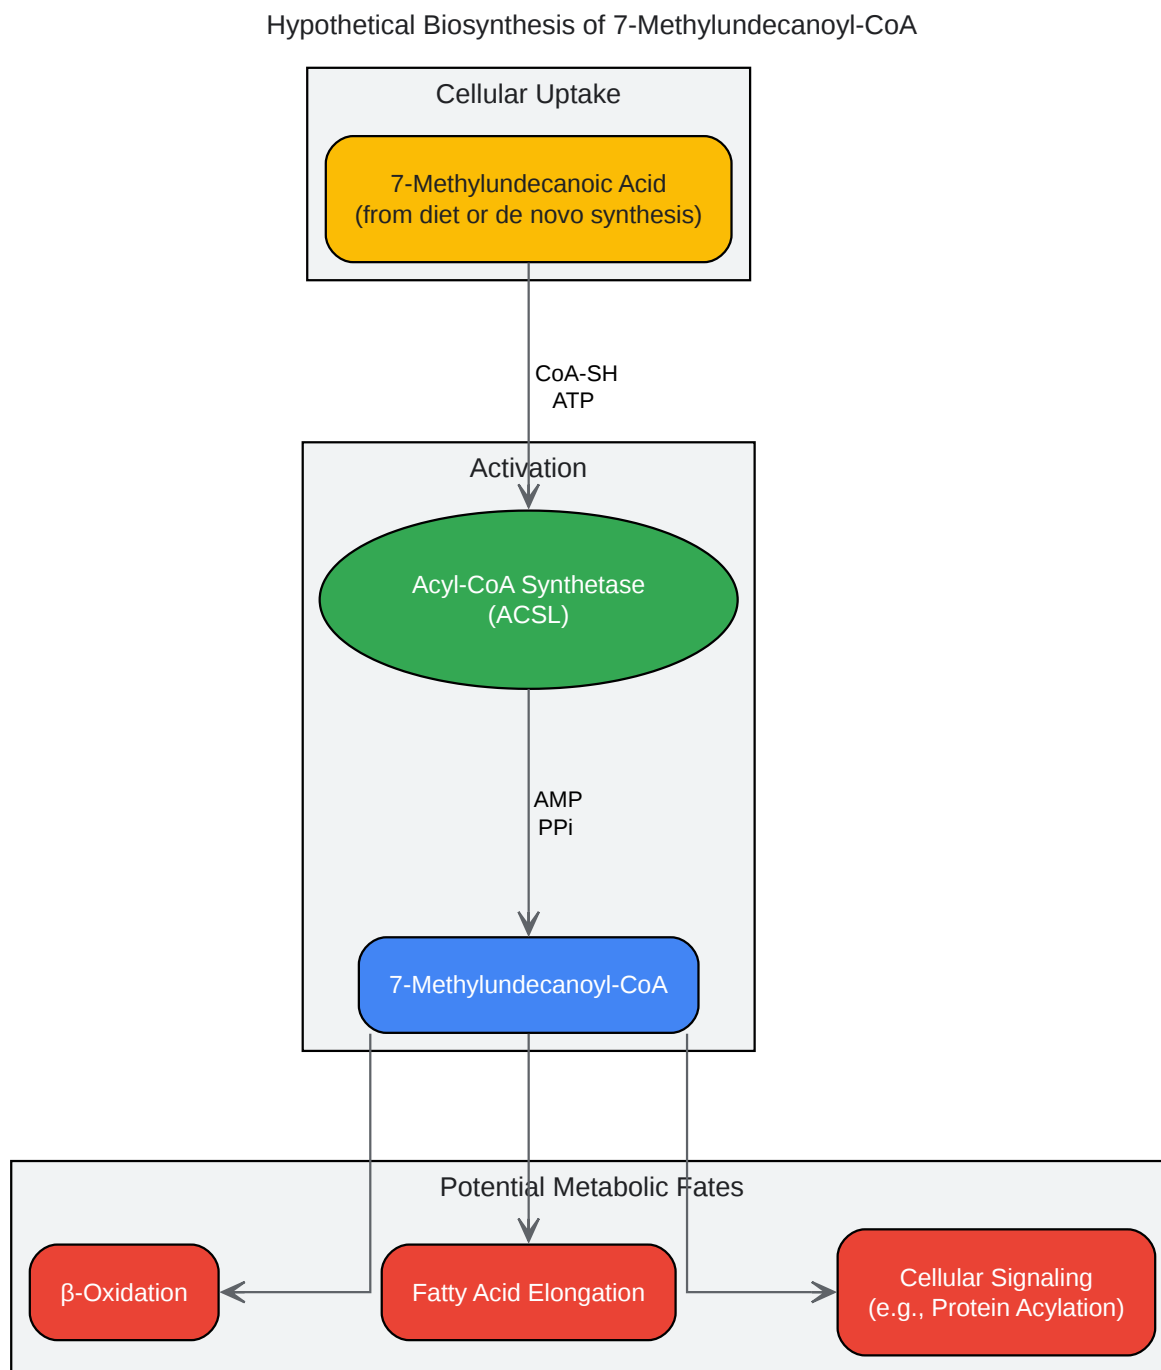 Hypothetical Biosynthesis of 7-Methylundecanoyl-CoA
Cellular Uptake
7-Methylundecanoic Acid
(from diet or de novo synthesis)
CoA-SH
ATP
Activation
Acyl-CoA Synthetase
(ACSL)
AMP
PPi
7-Methylundecanoyl-CoA
Potential Metabolic Fates
β-Oxidation
Fatty Acid Elongation
Cellular Signaling
(e.g., Protein Acylation)